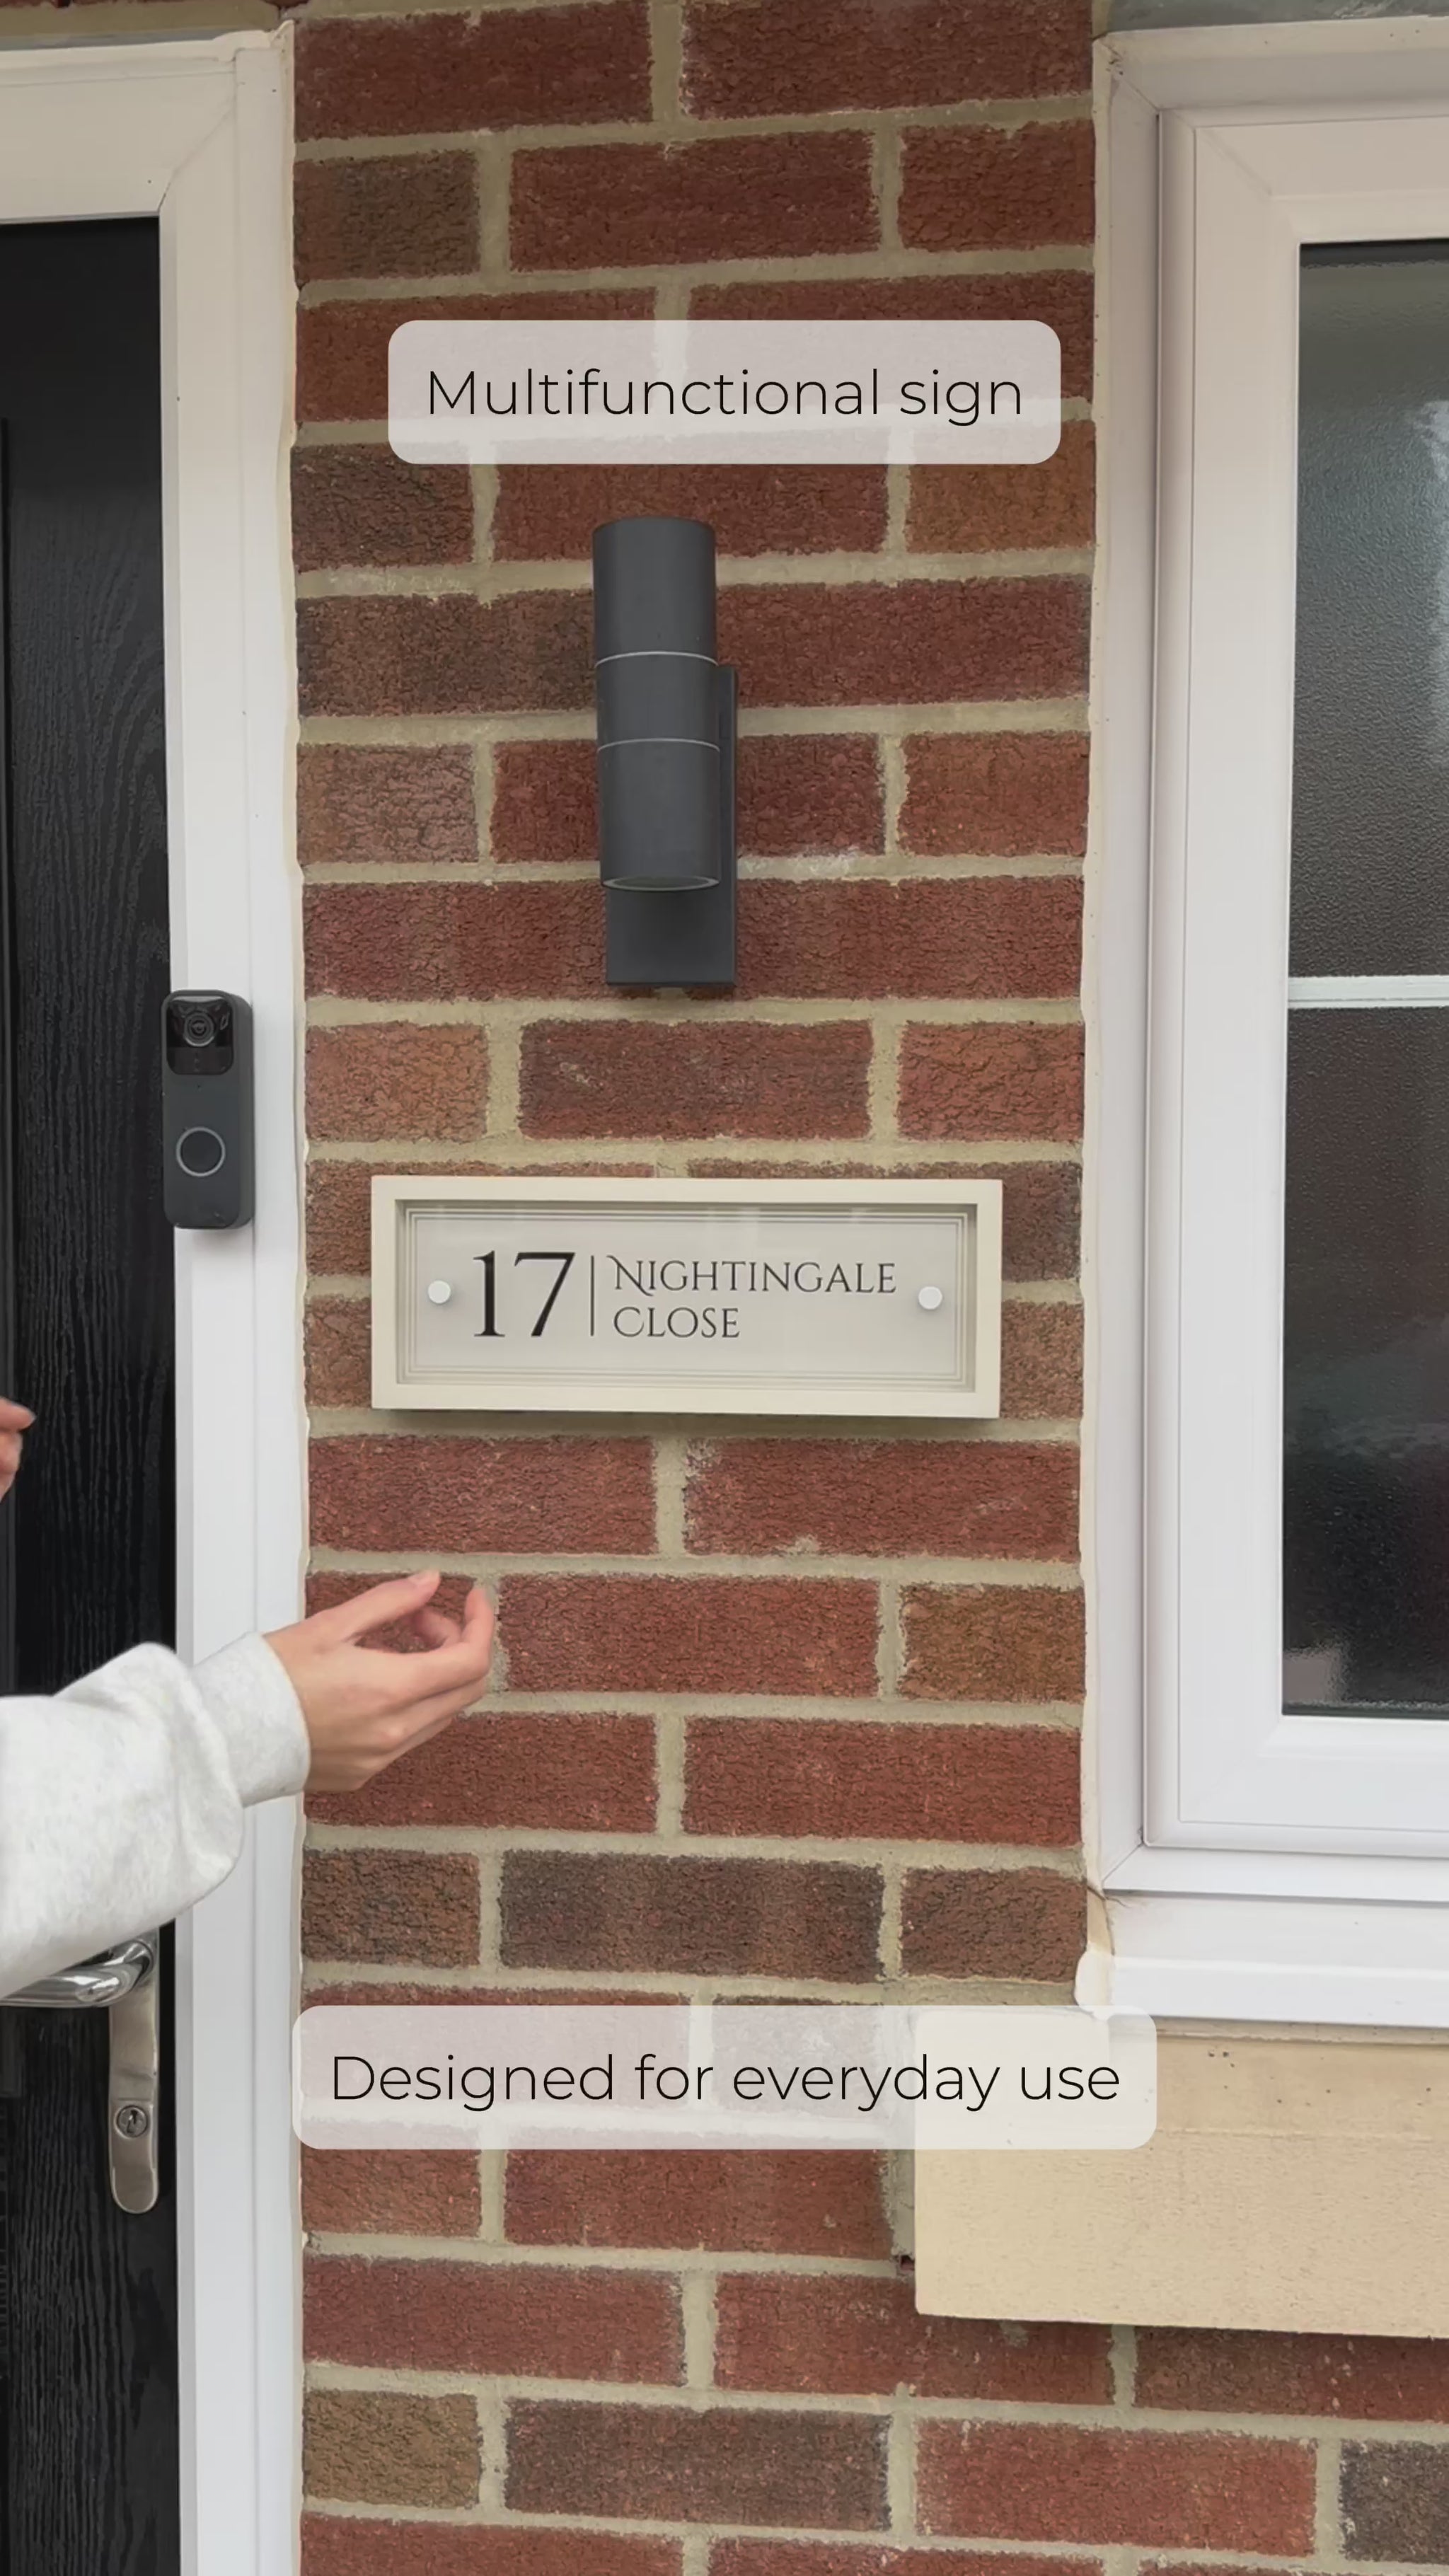 Multifunctional sign
17 NIGHTINGALE
CLOSE
Designed for everyday use